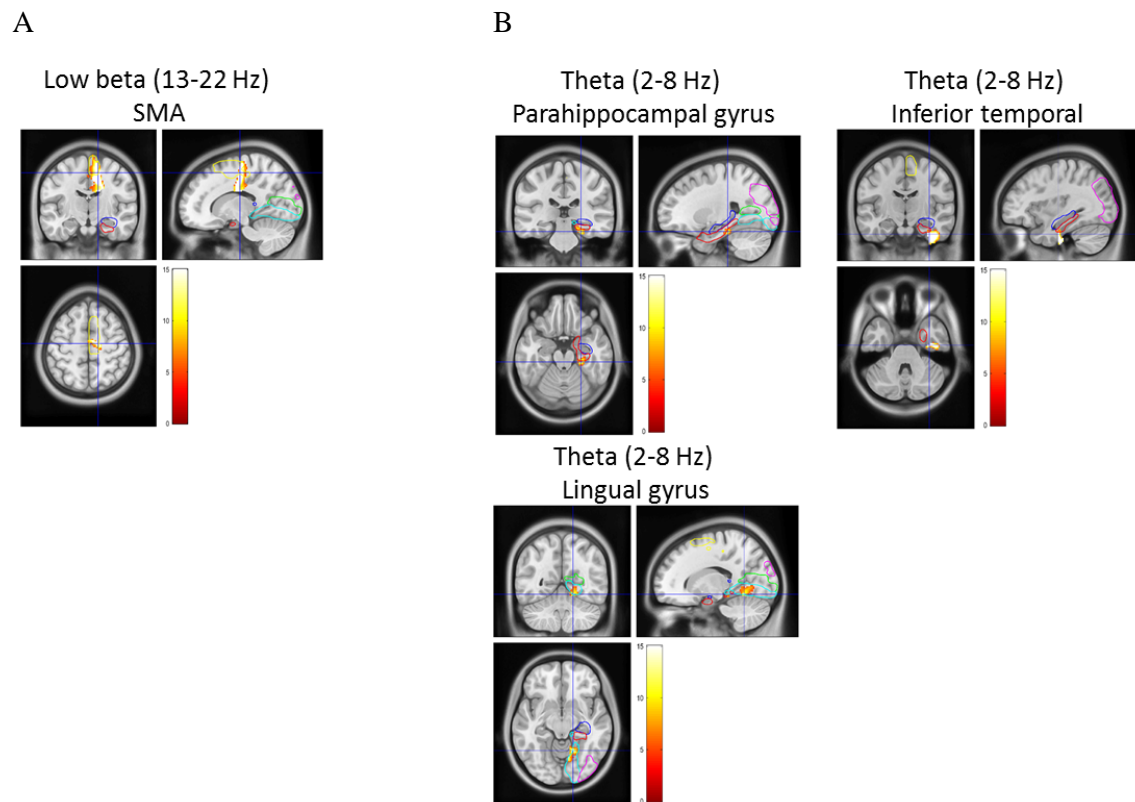 A
B
Low beta (13-22 Hz)
SMA
15
10
5
0
Theta (2-8 Hz)
Parahippocampal gyrus
15
10
5
0
Theta (2-8 Hz)
Inferior temporal
15
10
5
0
Theta (2-8 Hz)
Lingual gyrus
15
10
5
0